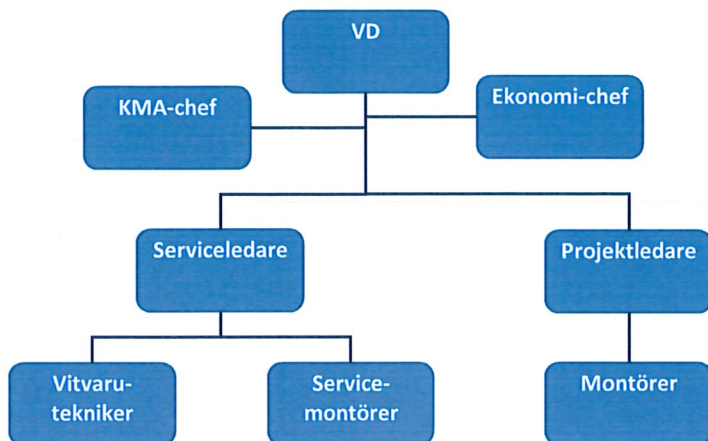 VD
KMA-chef
Ekonomi-chef
Serviceledare
Projektledare
Vitvaru-
tekniker
Service-
montörer
Montörer